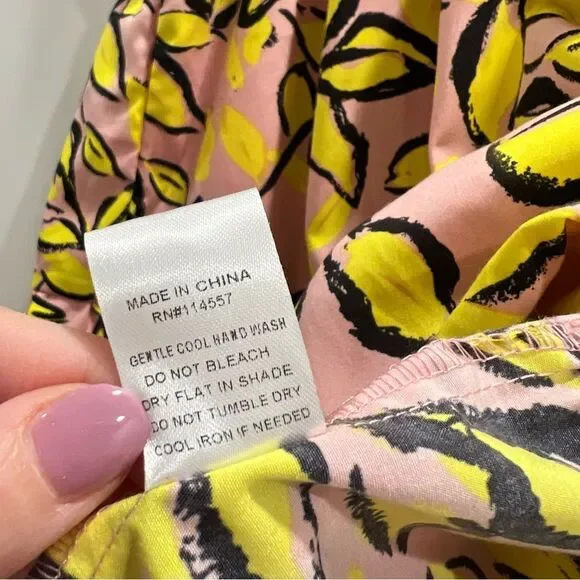 MADE IN CHINA
RN#114557
GENTLE COOL HAND WASH
DO NOT BLEACH
DRY FLAT IN SHADE
DO NOT TUMBLE DRY
COOL IRON IF NEEDED